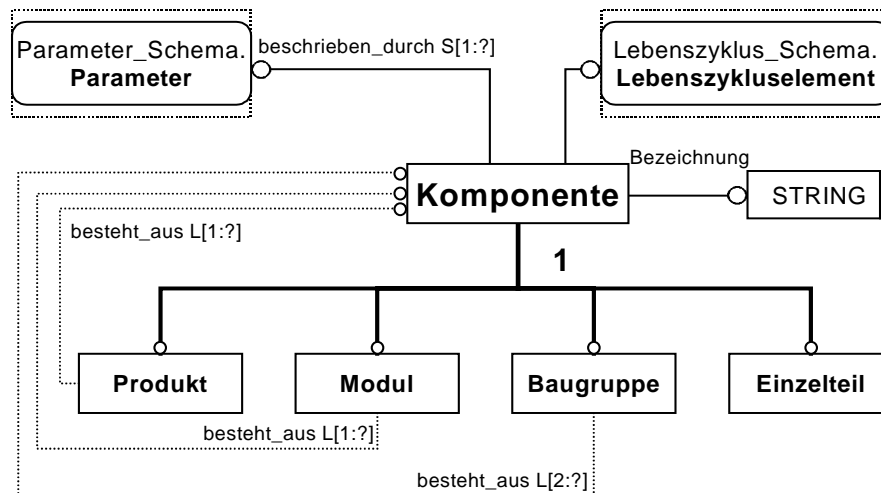 Parameter_Schema.
Parameter
beschrieben_durch S[1:?]
Lebenszyklus_Schema.
Lebenszykluselement
Bezeichnung
Komponente
STRING
besteht_aus L[1:?]
1
Produkt
Modul
Baugruppe
Einzelteil
besteht_aus L[1:?]
besteht_aus L[2:?]